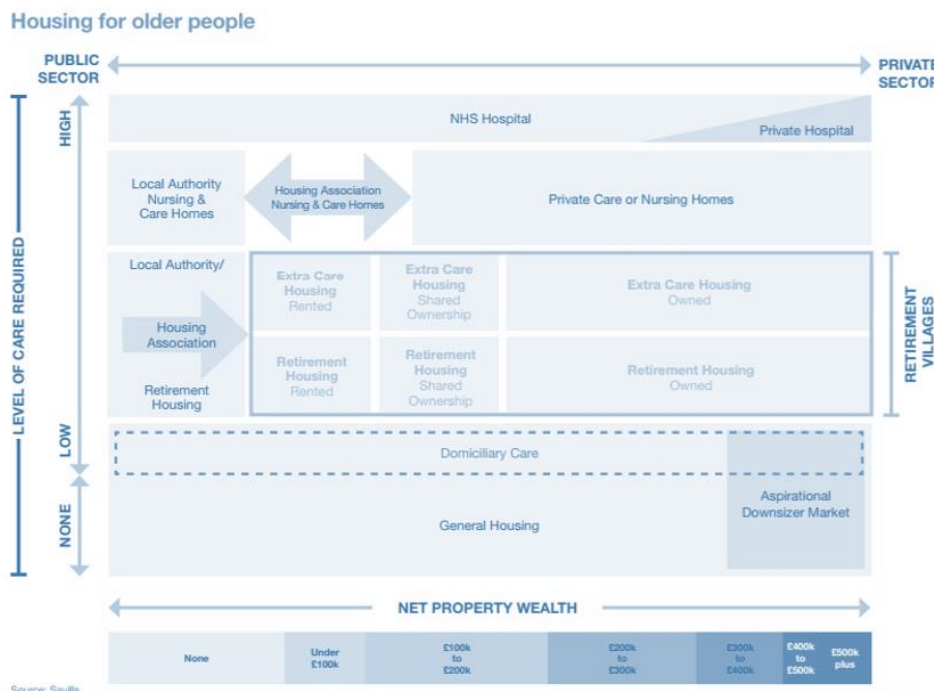 Housing for older people
PUBLIC
SECTOR
PRIVATE
SECTOR
LEVEL OF CARE REQUIRED
HIGH
LOW
NONE
NHS Hospital
Private Hospital
Local Authority
Nursing &
Care Homes
Housing Association
Nursing & Care Homes
Private Care or Nursing Homes
Local Authority/
Housing
Association
Retirement
Housing
Extra Care
Housing
Rented
Extra Care
Housing
Shared
Ownership
Extra Care Housing
Owned
Retirement
Housing
Rented
Retirement
Housing
Shared
Ownership
Retirement Housing
Owned
RETIREMENT
VILLAGES
Domiciliary Care
General Housing
Aspirational
Downsizer Market
NET PROPERTY WEALTH
None
Under
£100k
£100k
to
£200k
£200k
to
£300k
£300k
to
£400k
£400k
to
£500k
£500k
plus
Source: Savills